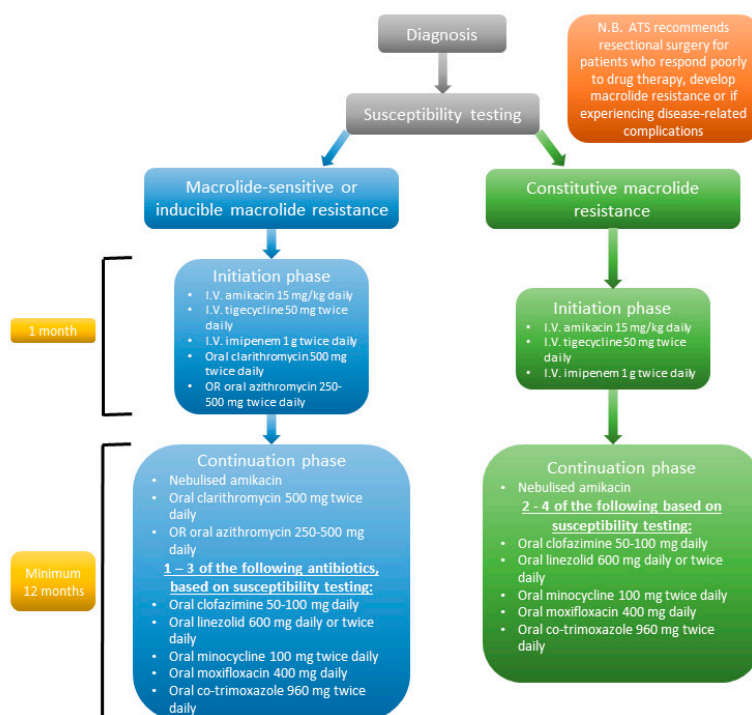 Diagnosis
N.B. ATS recommends
resectional surgery for
patients who respond poorly
to drug therapy, develop
macrolide resistance or if
experiencing disease-related
complications
Susceptibility testing
Macrolide-sensitive or
inducible macrolide resistance
Constitutive macrolide
resistance
1 month
Initiation phase
• I.V. amikacin 15 mg/kg daily
• I.V. tigecycline 50 mg twice
daily
• I.V. imipenem 1 g twice daily
• Oral clarithromycin 500 mg
twice daily
• OR oral azithromycin 250-
500 mg twice daily
Initiation phase
• I.V. amikacin 15 mg/kg daily
• I.V. tigecycline 50 mg twice
daily
• I.V. imipenem 1 g twice daily
Minimum
12 months
Continuation phase
• Nebulised amikacin
• Oral clarithromycin 500 mg twice
daily
• OR oral azithromycin 250-500 mg
daily
1 – 3 of the following antibiotics,
based on susceptibility testing:
• Oral clofazimine 50-100 mg daily
• Oral linezolid 600 mg daily or twice
daily
• Oral minocycline 100 mg twice daily
• Oral moxifloxacin 400 mg daily
• Oral co-trimoxazole 960 mg twice
daily
Continuation phase
• Nebulised amikacin
2 - 4 of the following based on
susceptibility testing:
• Oral clofazimine 50-100 mg daily
• Oral linezolid 600 mg daily or twice
daily
• Oral minocycline 100 mg twice daily
• Oral moxifloxacin 400 mg daily
• Oral co-trimoxazole 960 mg twice
daily